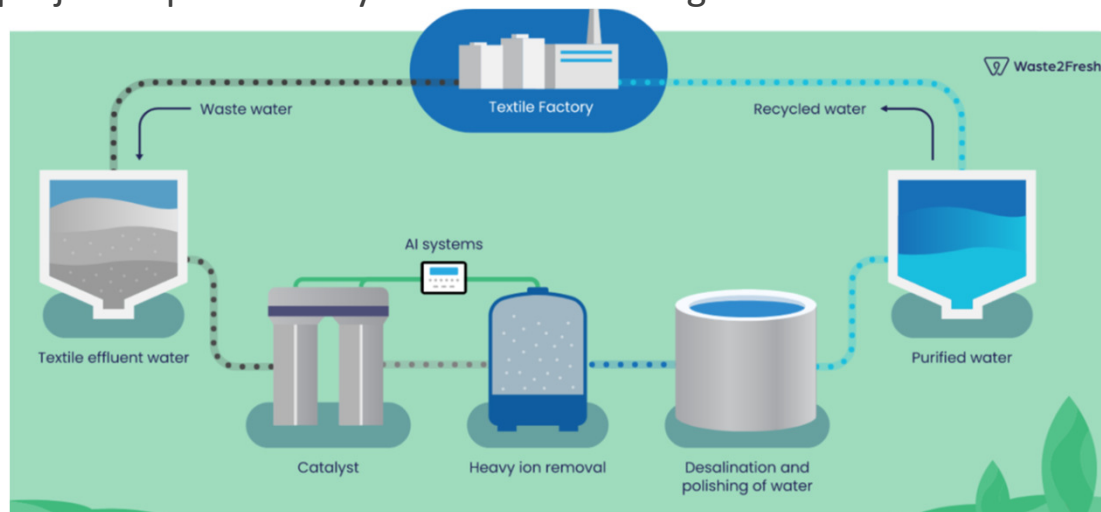 Textile Factory
Waste2Fresh
Waste water
Recycled water
AI systems
Textile effluent water
Purified water
Catalyst
Heavy ion removal
Desalination and
polishing of water